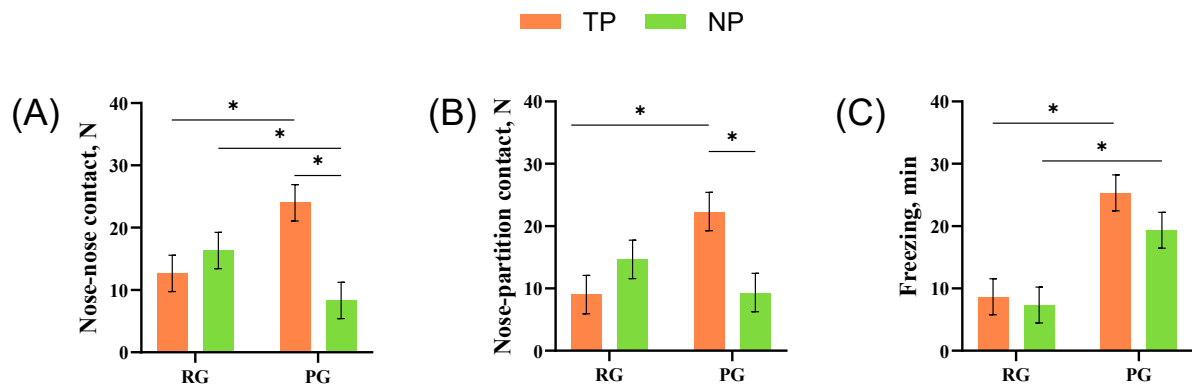 TP NP
(A)
Nose-nose contact, N
40
30
20
10
0
*
*
*
RG PG
(B)
Nose-partition contact, N
40
30
20
10
0
*
*
RG PG
(C)
Freezing, min
40
30
20
10
0
*
*
RG PG